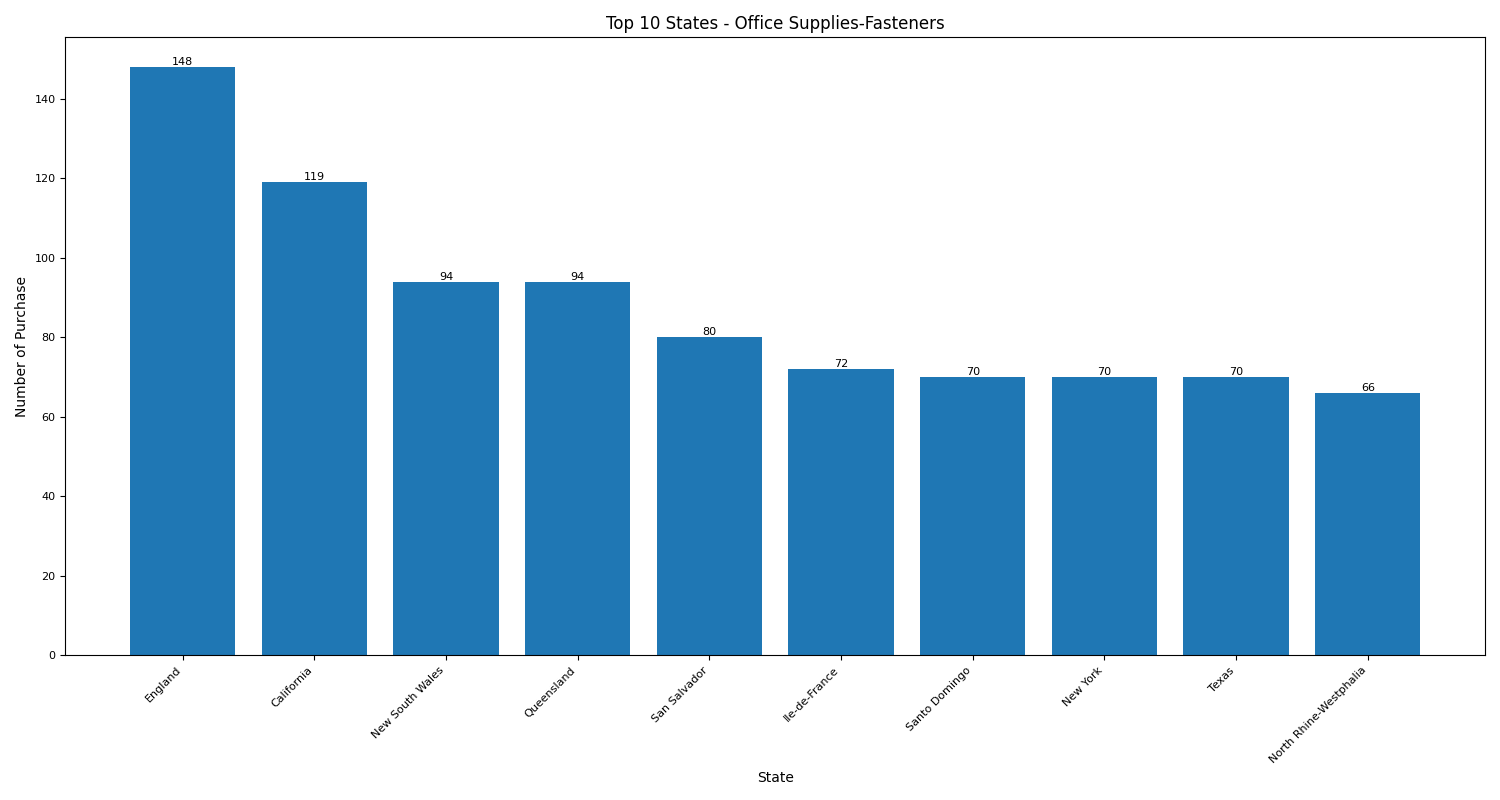 Top 10 States - Office Supplies-Fasteners
Number of Purchase
140
120
100
80
60
40
20
0
148
119
94
94
80
72
70
70
70
66
England
California
New South Wales
Queensland
San Salvador
Ile-de-France
Santo Domingo
New York
Texas
North Rhine-Westphalia
State